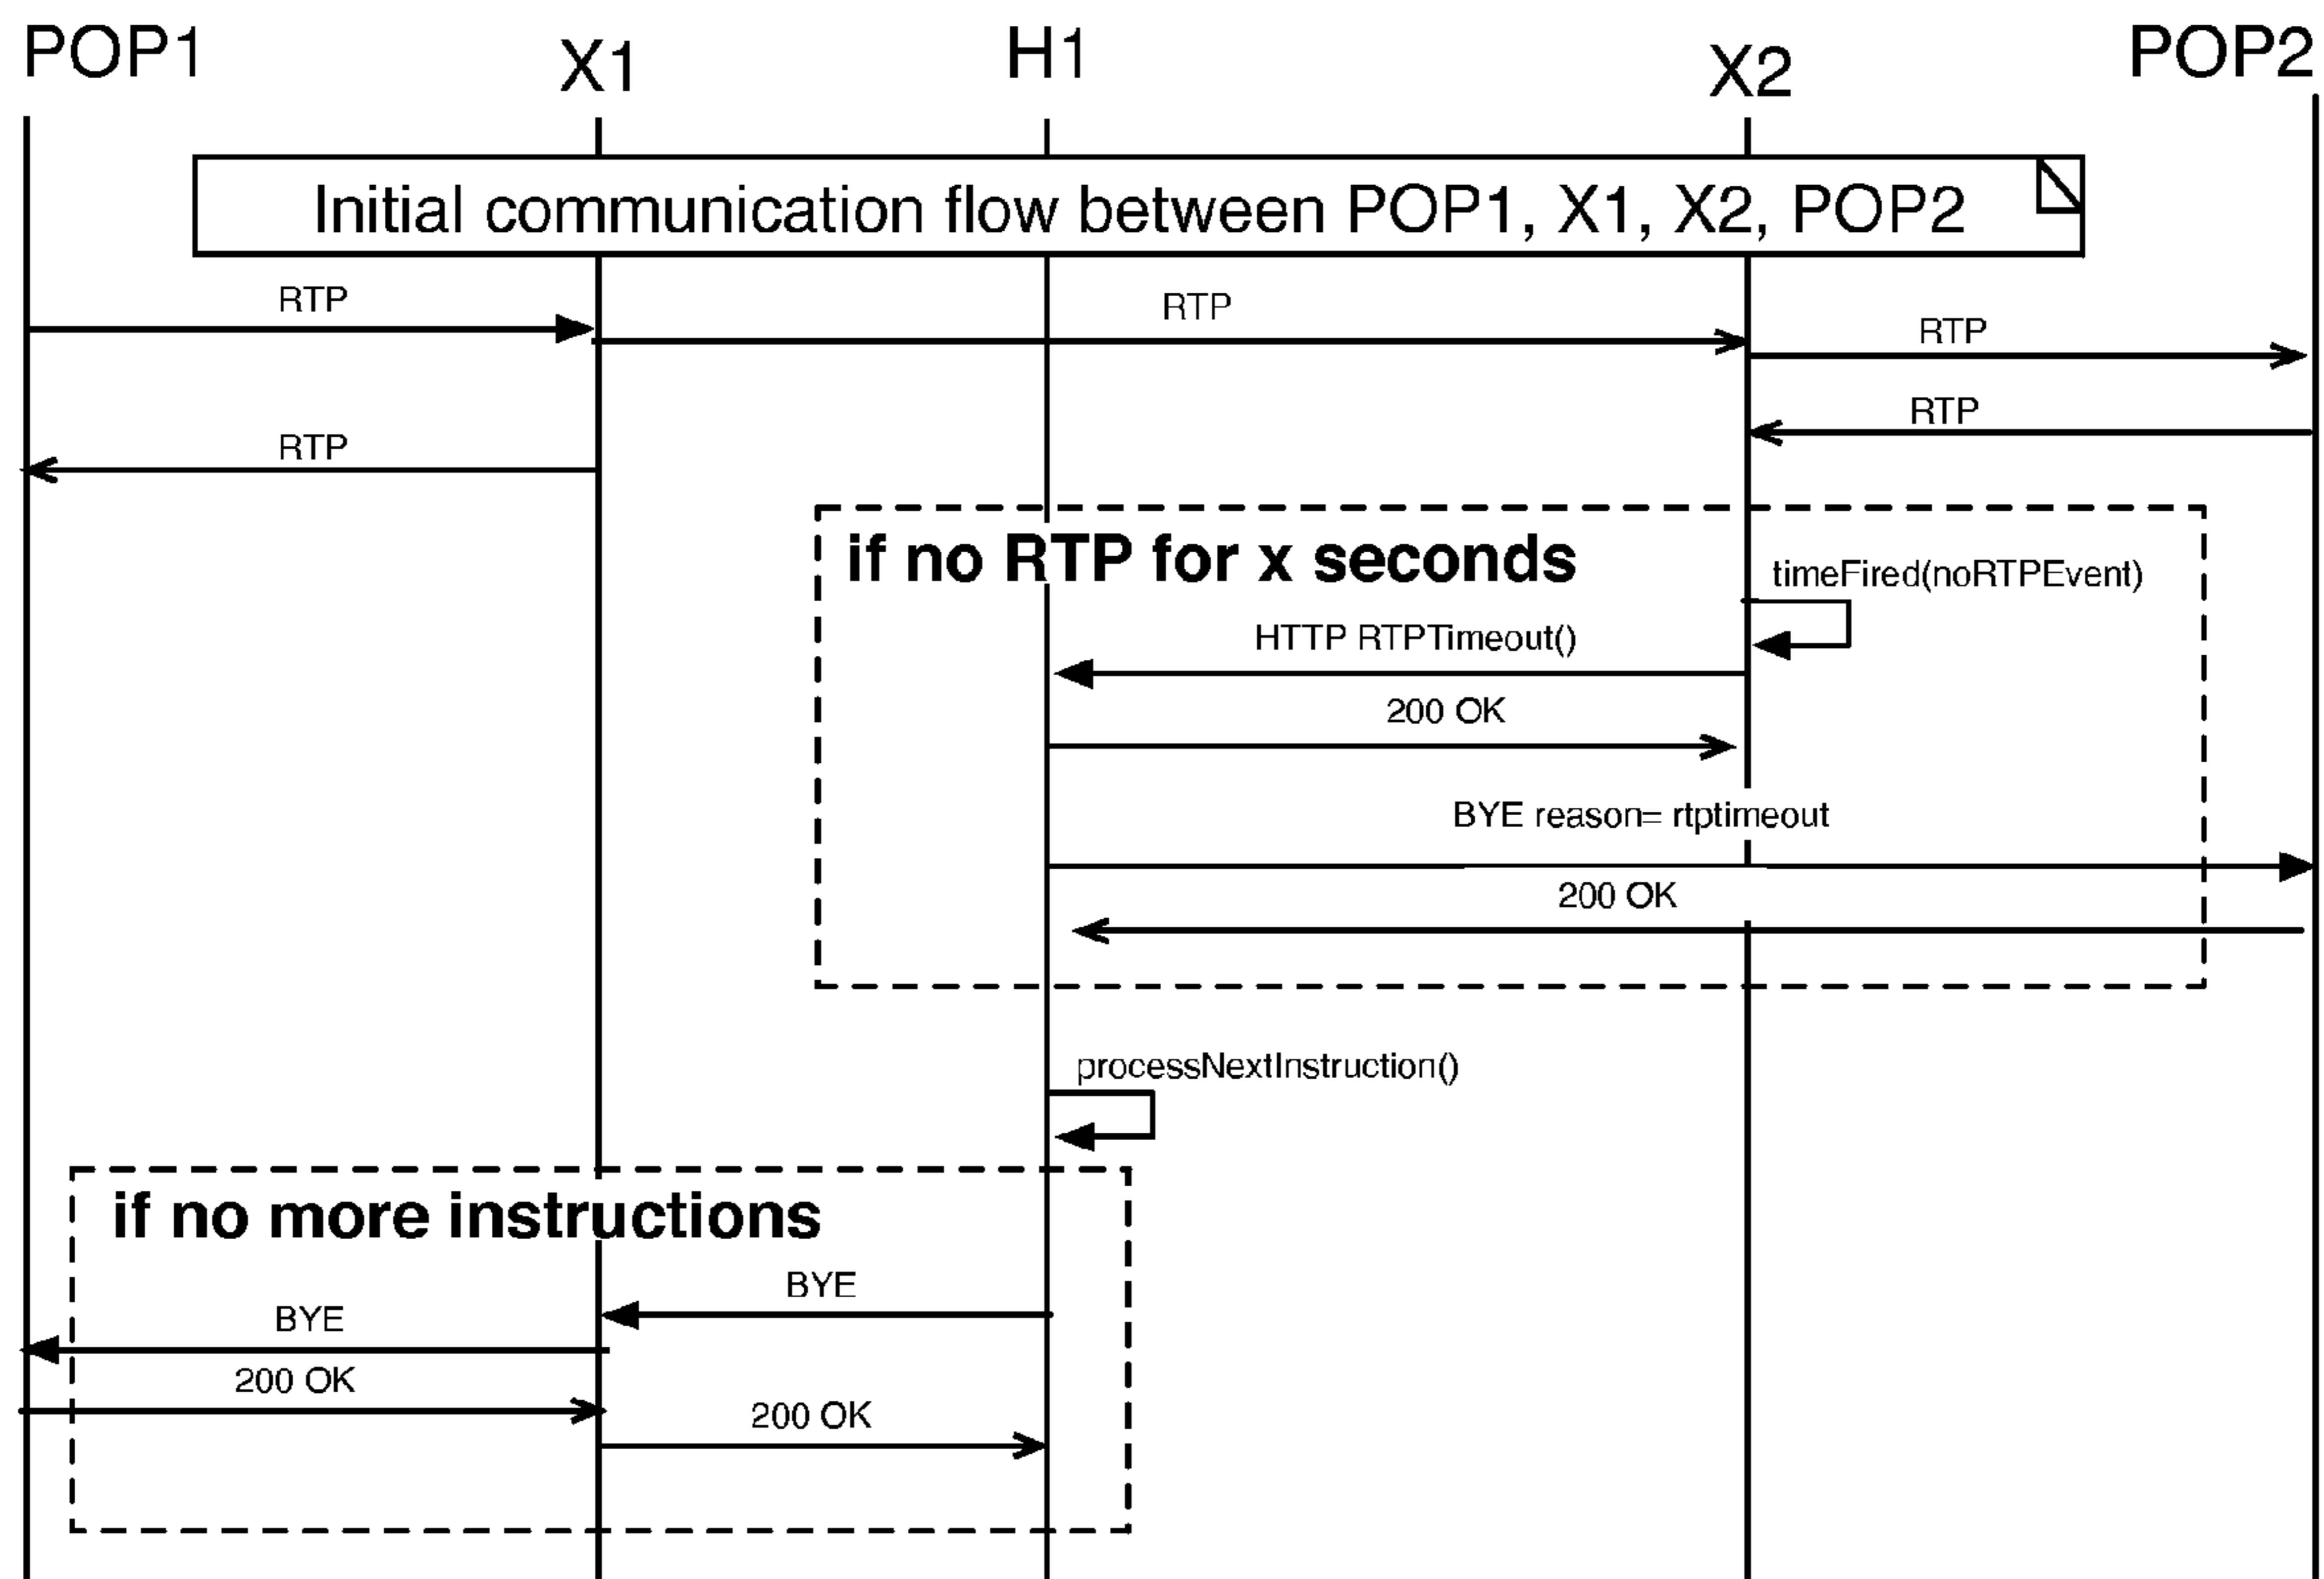 POP1
X1
H1
X2
POP2
Initial communication flow between POP1, X1, X2, POP2
RTP
RTP
RTP
RTP
RTP
if no RTP for x seconds
timeFired(noRTPEvent)
HTTP RTPTimeout()
200 OK
BYE reason= rtptimeout
200 OK
processNextInstruction()
if no more instructions
BYE
BYE
200 OK
200 OK